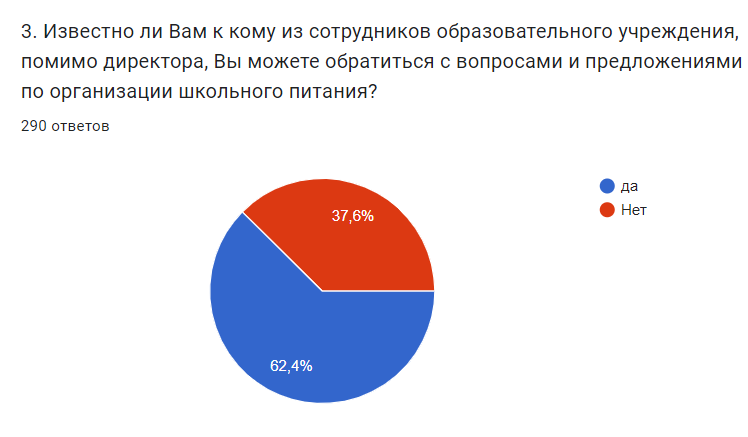 3. Известно ли Вам к кому из сотрудников образовательного учреждения,
помимо директора, Вы можете обратиться с вопросами и предложениями
по организации школьного питания?
290 ответов
да
Нет
37,6%
62,4%